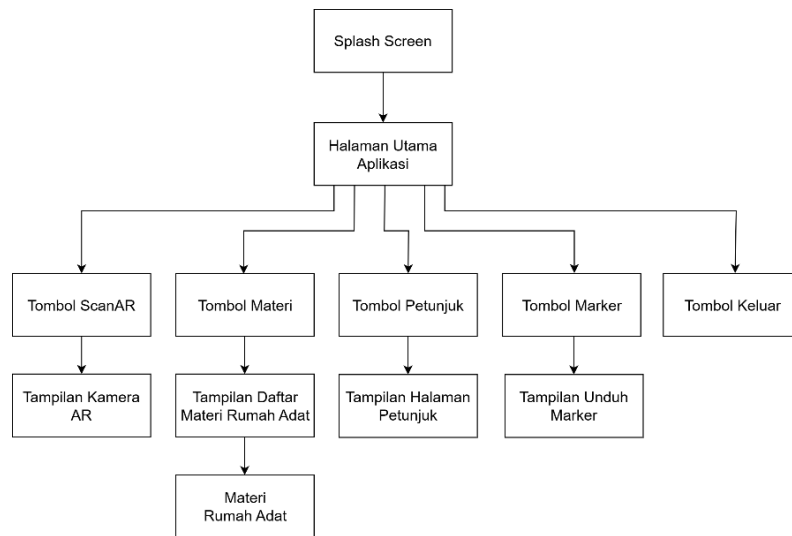 Splash Screen
Halaman Utama
Aplikasi
Tombol ScanAR
Tombol Materi
Tombol Petunjuk
Tombol Marker
Tombol Keluar
Tampilan Kamera
AR
Tampilan Daftar
Materi Rumah Adat
Tampilan Halaman
Petunjuk
Tampilan Unduh
Marker
Materi
Rumah Adat